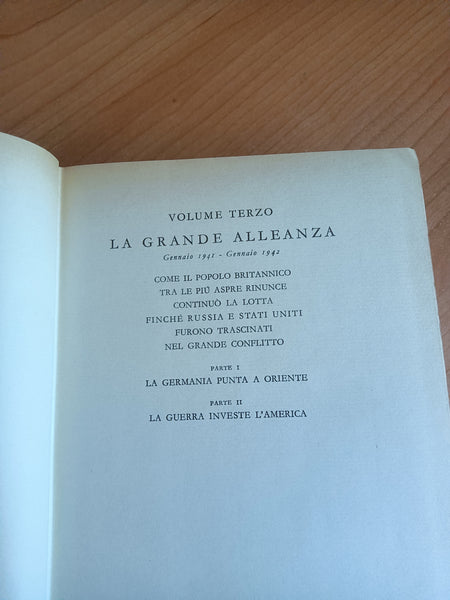 VOLUME TERZO
LA GRANDE ALLEANZA
Gennaio 1941 - Gennaio 1942
COME IL POPOLO BRITANNICO
TRA LE PIÚ ASPRE RINUNCE
CONTINUÒ LA LOTTA
FINCHÉ RUSSIA E STATI UNITI
FURONO TRASCINATI
NEL GRANDE CONFLITTO
PARTE I
LA GERMANIA PUNTA A ORIENTE
PARTE II
LA GUERRA INVESTE L'AMERICA